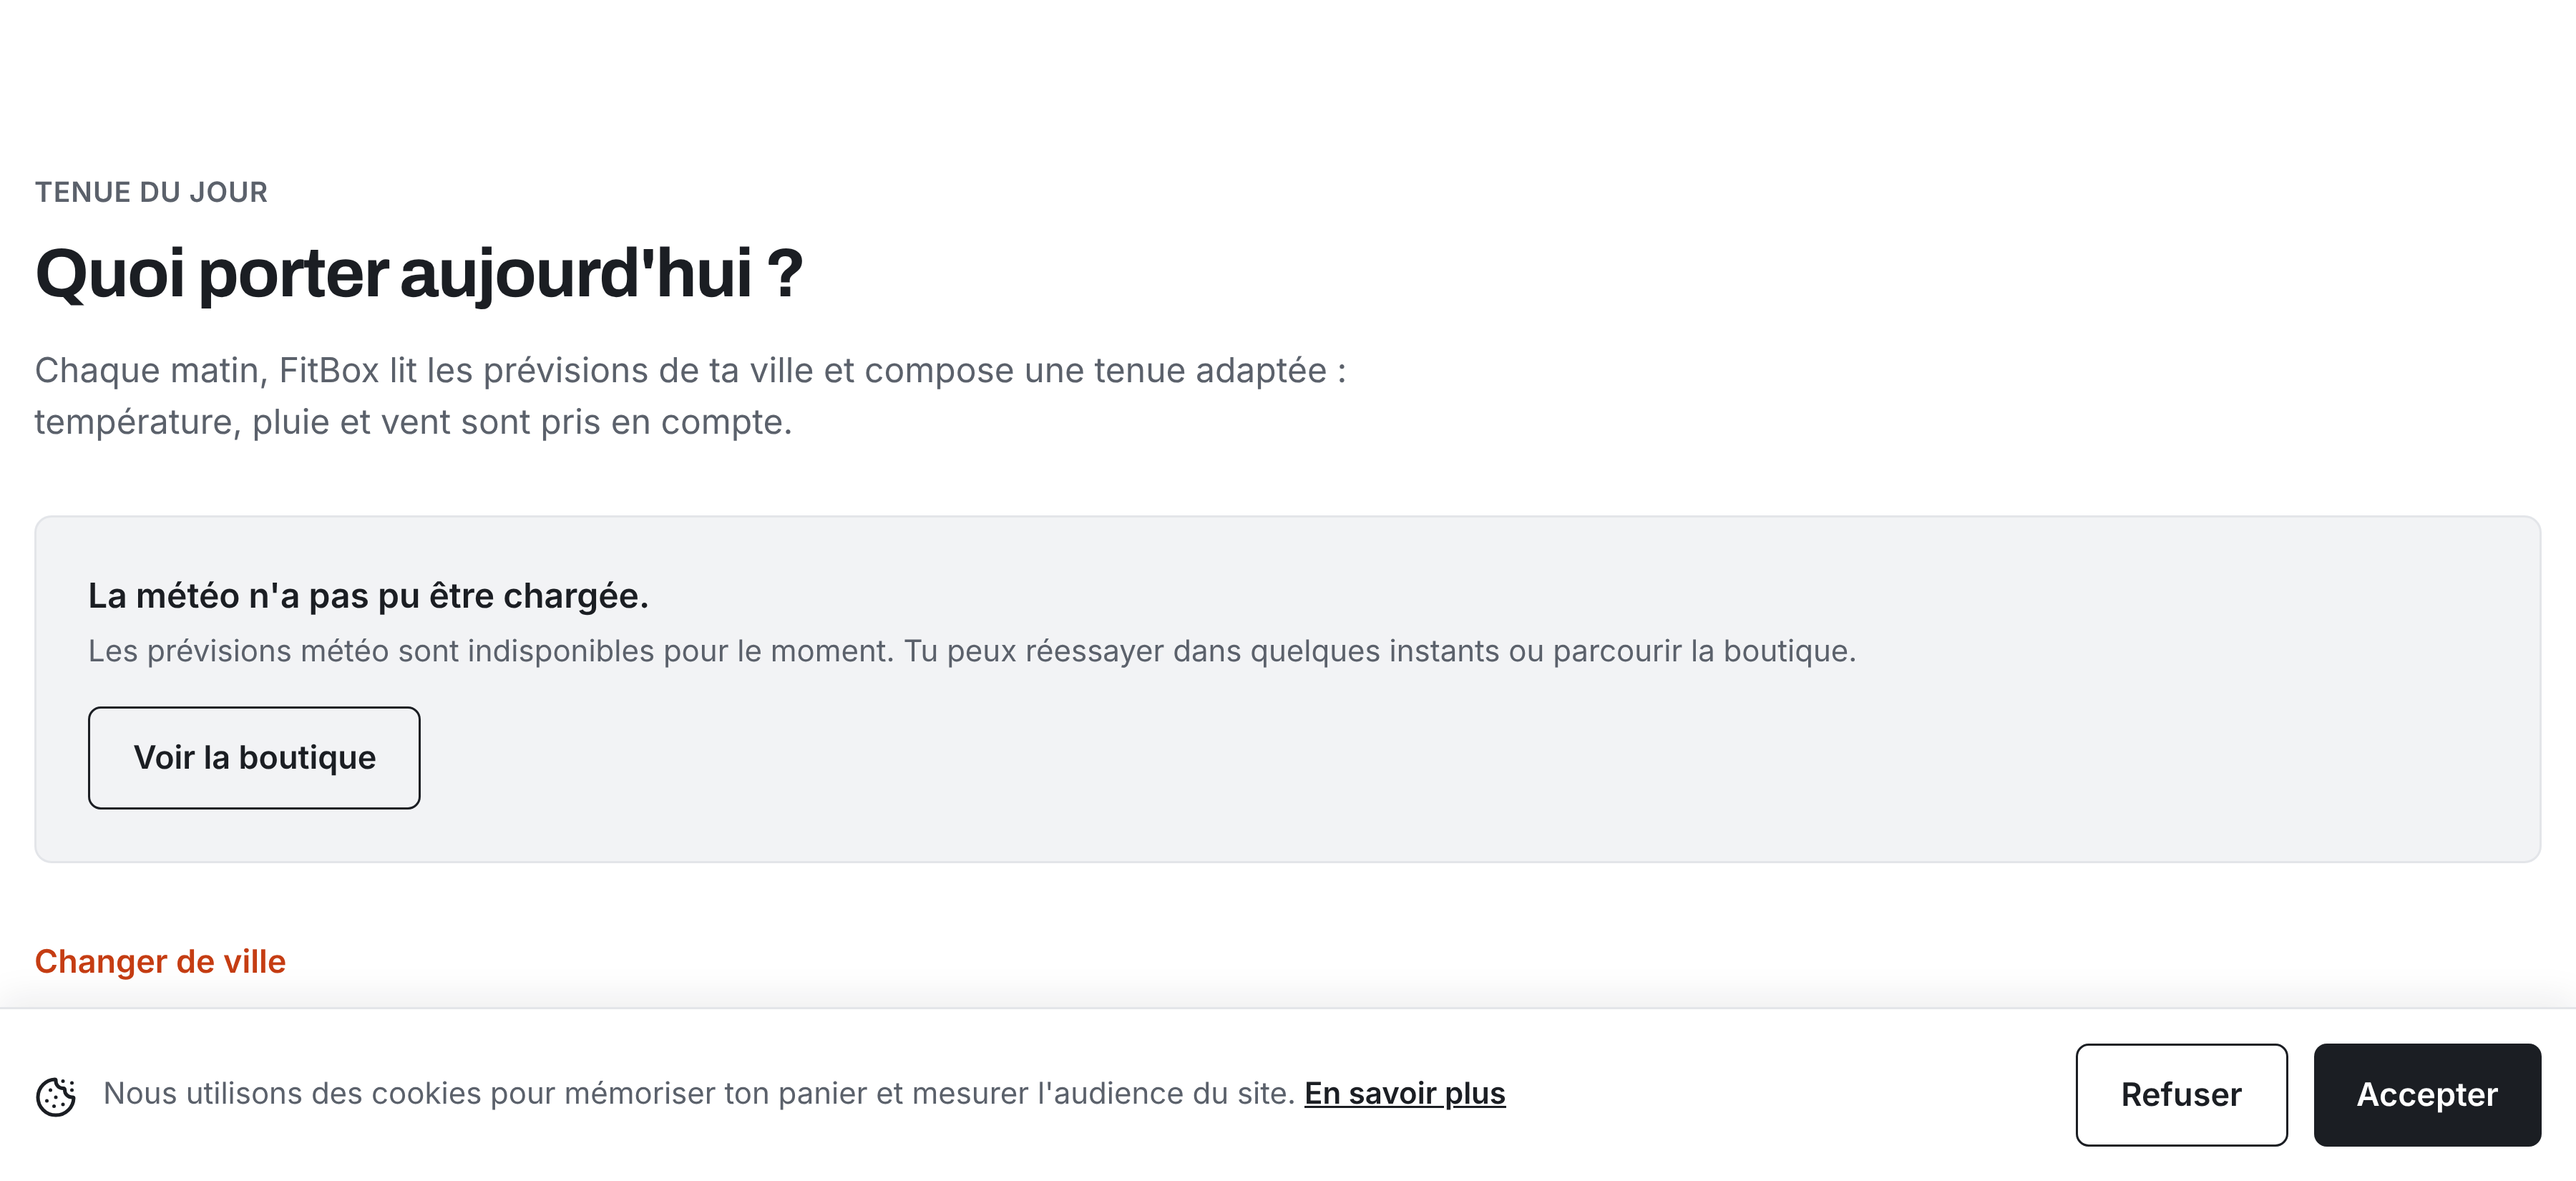 TENUE DU JOUR
Quoi porter aujourd'hui ?
Chaque matin, FitBox lit les prévisions de ta ville et compose une tenue adaptée :
température, pluie et vent sont pris en compte.
La météo n'a pas pu être chargée.
Les prévisions météo sont indisponibles pour le moment. Tu peux réessayer dans quelques instants ou parcourir la boutique.
Voir la boutique
Changer de ville
Nous utilisons des cookies pour mémoriser ton panier et mesurer l'audience du site. En savoir plus
Refuser
Accepter